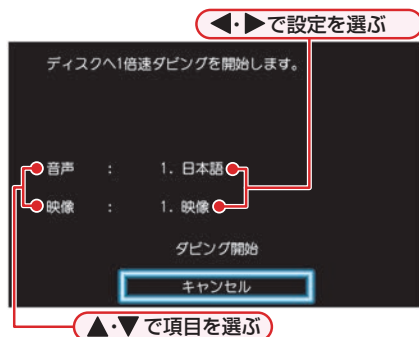 ◀・▶で設定を選ぶ
ディスクへ1倍速ダビングを開始します。
音声 : 1. 日本語
映像 : 1. 映像
ダビング開始
キャンセル
▲・▼で項目を選ぶ